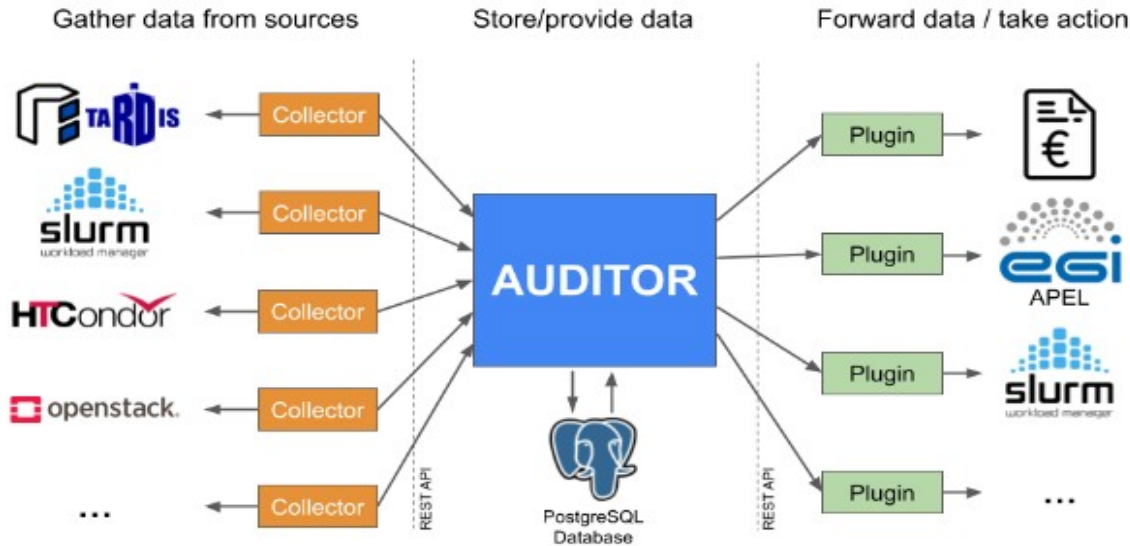 Gather data from sources
Store/provide data
Forward data / take action
TARDIS
Collector
Plugin
€
slurm
workload manager
Collector
AUDITOR
Plugin
egi
APEL
HTCondor
Collector
Plugin
slurm
workload manager
openstack.
Collector
PostgreSQL
Database
...
Collector
REST API
REST API
Plugin
...